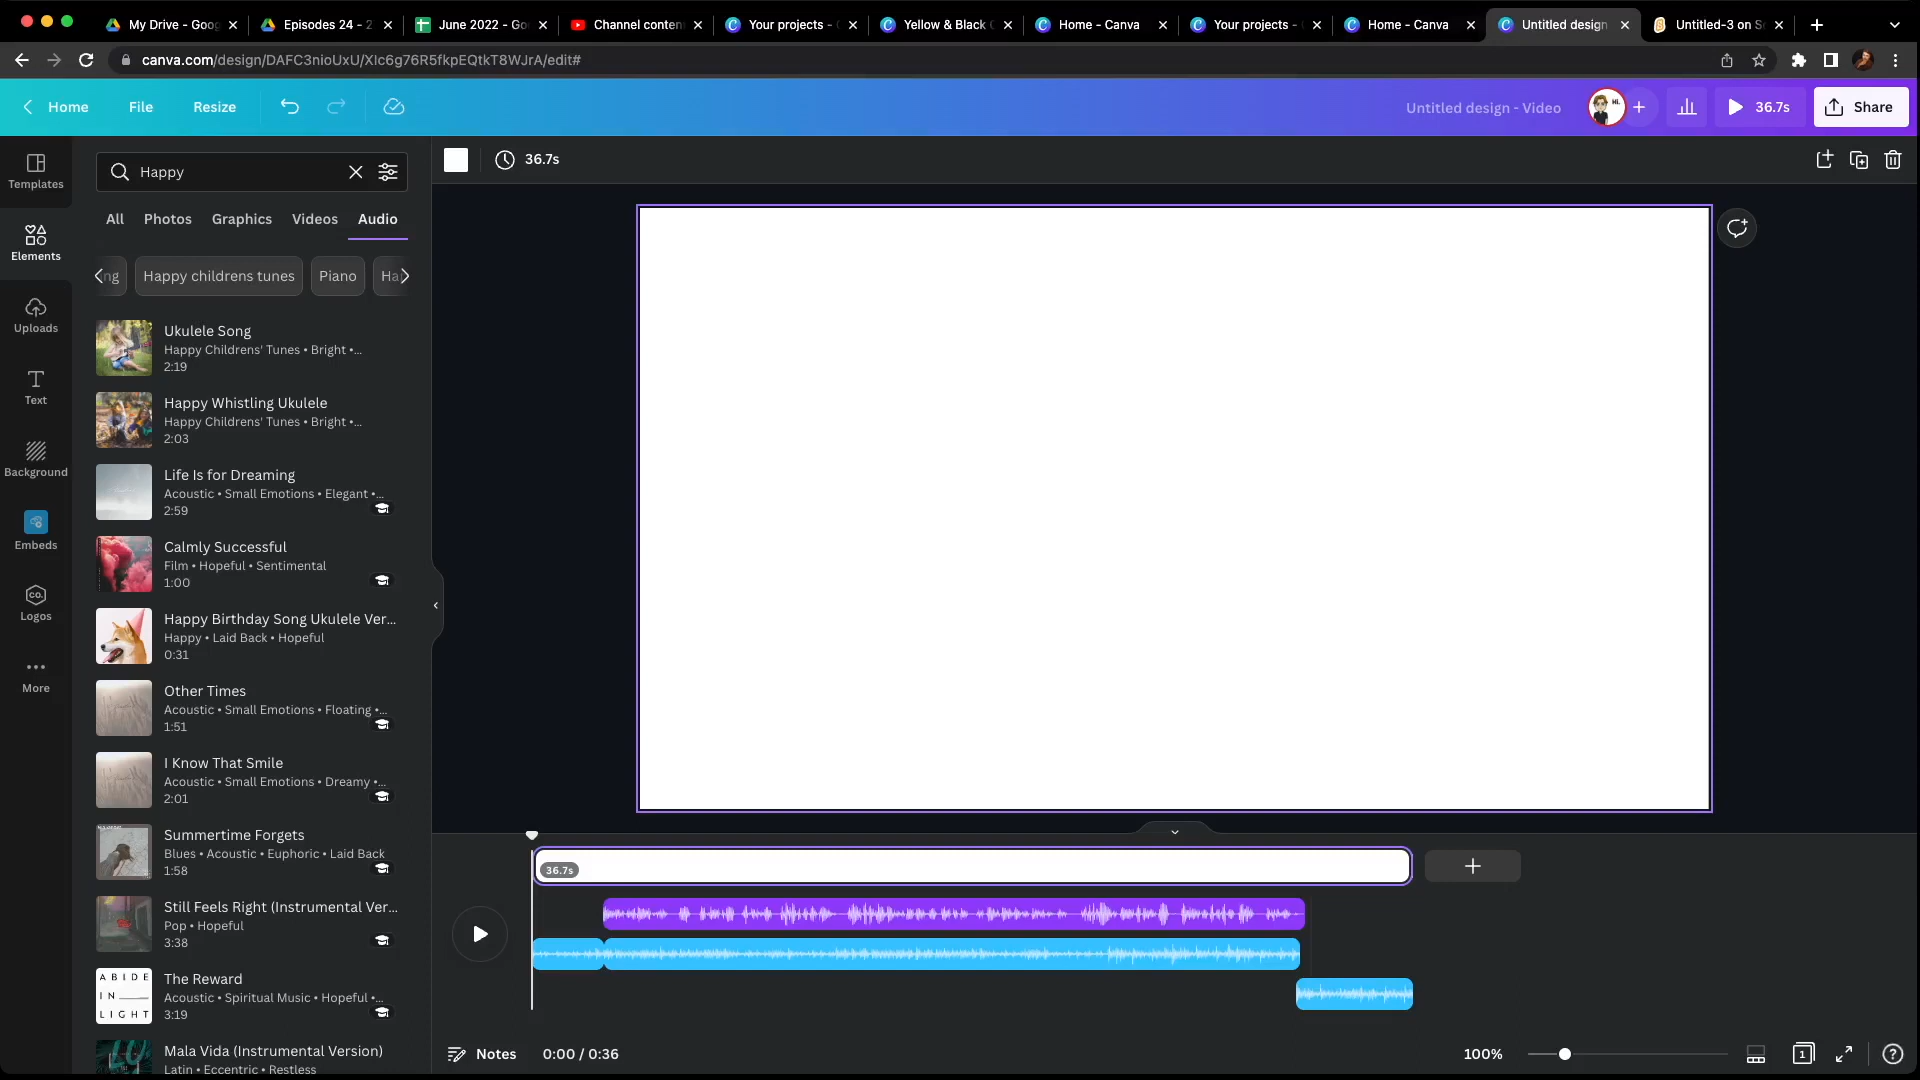 My Drive - Goog
Episodes 24 - 2
June 2022 - Go
Channel conten
Your projects - C
Yellow & Black C
Home - Canva
Your projects -
Home - Canva
Untitled design
Untitled-3 on S
canva.com/design/DAFC3nioUxU/XIc6g76R5fkpEQtkT8WJrA/edit#
Home
File
Resize
Untitled design - Video
Hi.
36.7s
Share
Templates
Elements
Uploads
Text
Background
Embeds
CO.
Logos
More
Happy
All
Photos
Graphics
Videos
Audio
ng
Happy childrens tunes
Piano
Ha
Ukulele Song
Happy Childrens' Tunes • Bright •...
2:19
Happy Whistling Ukulele
Happy Childrens' Tunes • Bright •...
2:03
Life Is for Dreaming
Acoustic • Small Emotions • Elegant •...
2:59
Calmly Successful
Film • Hopeful • Sentimental
1:00
Happy Birthday Song Ukulele Ver...
Happy • Laid Back • Hopeful
0:31
Other Times
Acoustic • Small Emotions • Floating •...
1:51
I Know That Smile
Acoustic • Small Emotions • Dreamy •...
2:01
Summertime Forgets
Blues • Acoustic • Euphoric • Laid Back
1:58
Still Feels Right (Instrumental Ver...
Pop • Hopeful
3:38
ABIDE
IN
LIGHT
The Reward
Acoustic • Spiritual Music • Hopeful •...
3:19
Mala Vida (Instrumental Version)
Latin • Eccentric • Restless
36.7s
36.7s
Notes
0:00 / 0:36
100%
1